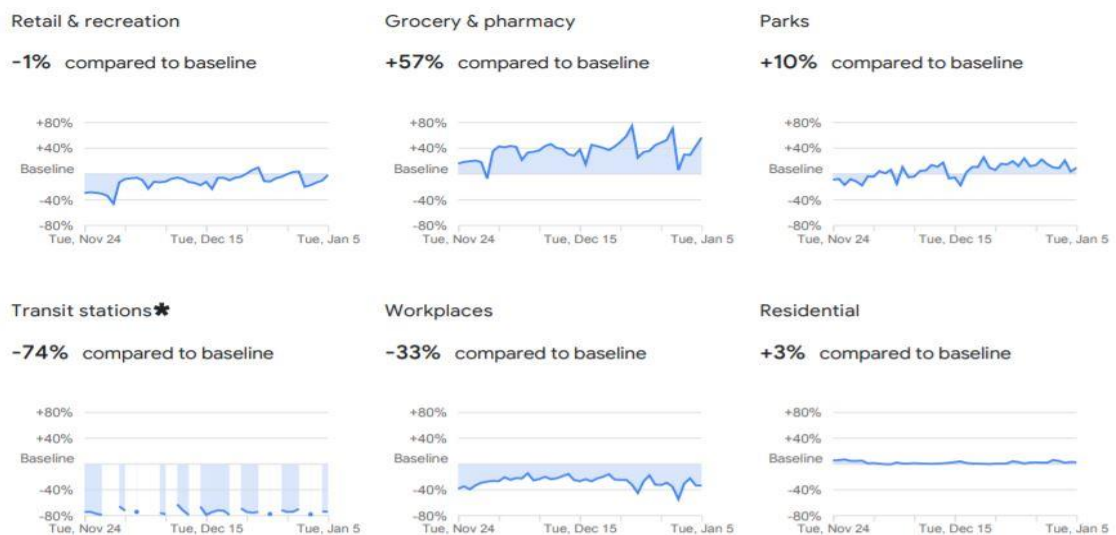 Retail & recreation
-1% compared to baseline
+80%
+40%
Baseline
-40%
-80%
Tue, Nov 24 Tue, Dec 15 Tue, Jan 5
Grocery & pharmacy
+57% compared to baseline
+80%
+40%
Baseline
-40%
-80%
Tue, Nov 24 Tue, Dec 15 Tue, Jan 5
Parks
+10% compared to baseline
+80%
+40%
Baseline
-40%
-80%
Tue, Nov 24 Tue, Dec 15 Tue, Jan 5
Transit stations*
-74% compared to baseline
+80%
+40%
Baseline
-40%
-80%
Tue, Nov 24 Tue, Dec 15 Tue, Jan 5
Workplaces
-33% compared to baseline
+80%
+40%
Baseline
-40%
-80%
Tue, Nov 24 Tue, Dec 15 Tue, Jan 5
Residential
+3% compared to baseline
+80%
+40%
Baseline
-40%
-80%
Tue, Nov 24 Tue, Dec 15 Tue, Jan 5